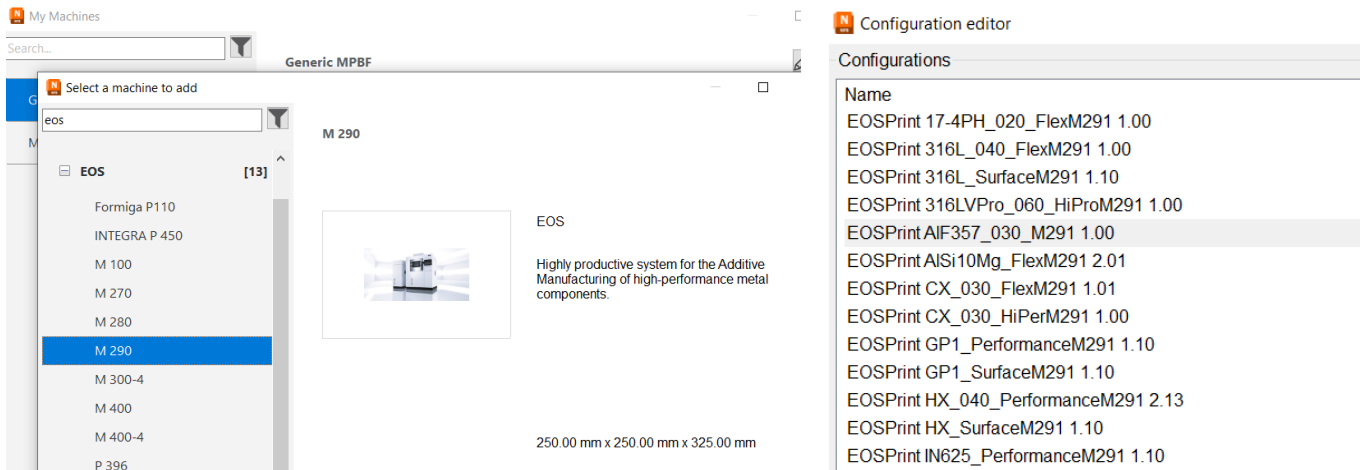 My Machines
Search...
Generic MPBF
G
M
Select a machine to add
eos
EOS [13]
Formiga P110
INTEGRA P 450
M 100
M 270
M 280
M 290
M 300-4
M 400
M 400-4
P 396
M 290
EOS
Highly productive system for the Additive
Manufacturing of high-performance metal
components.
250.00 mm x 250.00 mm x 325.00 mm
Configuration editor
Configurations
Name
EOSPrint 17-4PH_020_FlexM291 1.00
EOSPrint 316L_040_FlexM291 1.00
EOSPrint 316L_SurfaceM291 1.10
EOSPrint 316LVPro_060_HiProM291 1.00
EOSPrint AlF357_030_M291 1.00
EOSPrint AlSi10Mg_FlexM291 2.01
EOSPrint CX_030_FlexM291 1.01
EOSPrint CX_030_HiPerM291 1.00
EOSPrint GP1_PerformanceM291 1.10
EOSPrint GP1_SurfaceM291 1.10
EOSPrint HX_040_PerformanceM291 2.13
EOSPrint HX_SurfaceM291 1.10
EOSPrint IN625_PerformanceM291 1.10